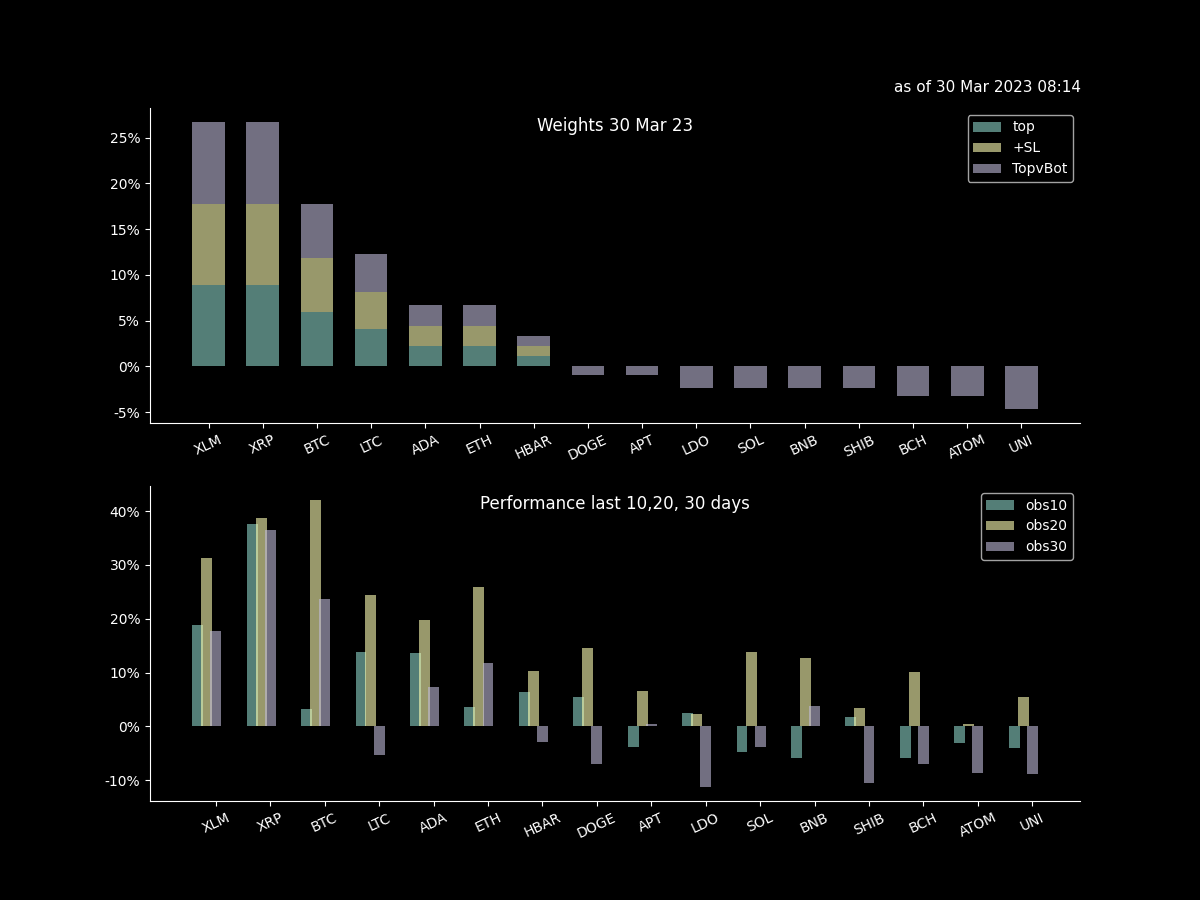 as of 30 Mar 2023 08:14
Weights 30 Mar 23
top
+SL
TopvBot
25%
20%
15%
10%
5%
0%
-5%
XLM XRP BTC LTC ADA ETH HBAR DOGE APT LDO SOL BNB SHIB BCH ATOM UNI
Performance last 10,20, 30 days
obs10
obs20
obs30
40%
30%
20%
10%
0%
-10%
XLM XRP BTC LTC ADA ETH HBAR DOGE APT LDO SOL BNB SHIB BCH ATOM UNI